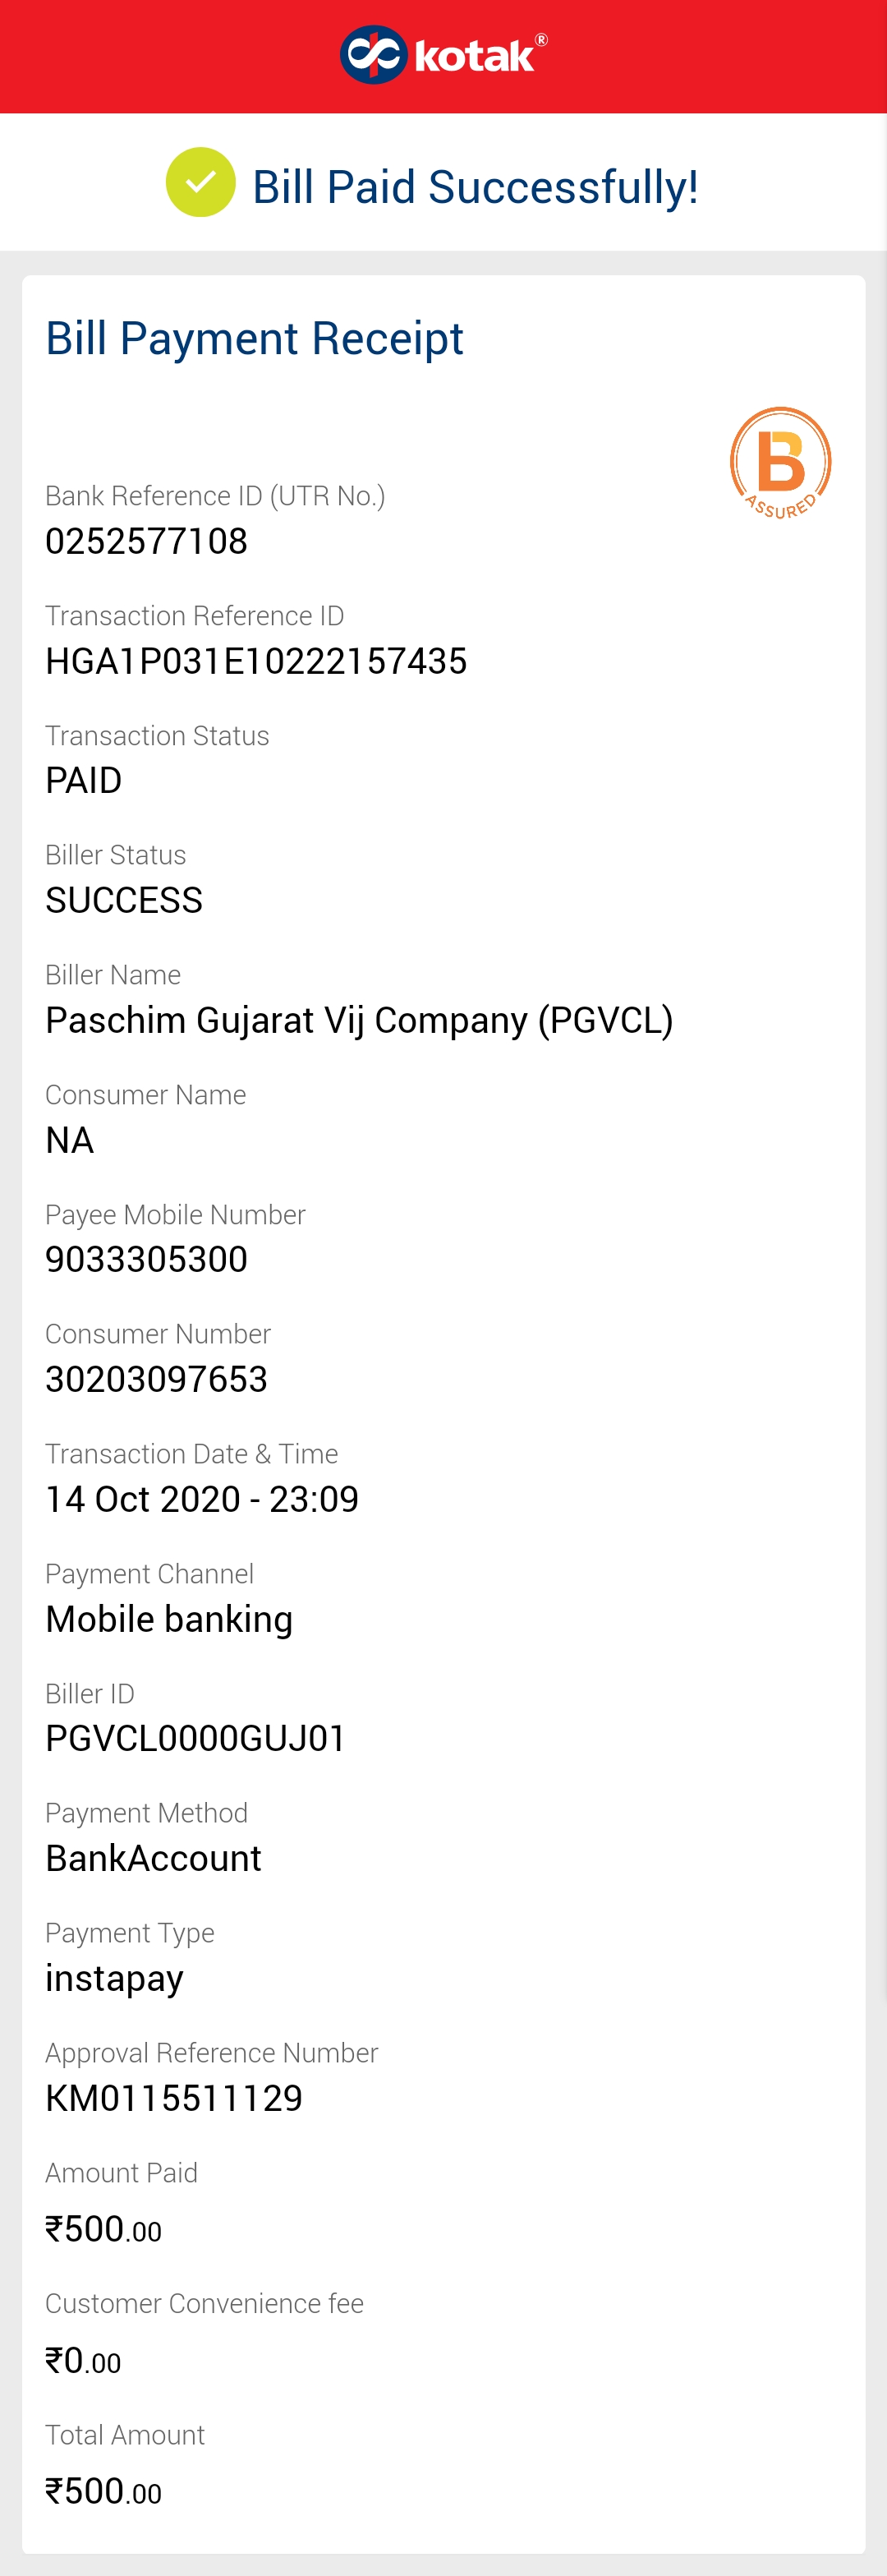 kotak®
Bill Paid Successfully!
Bill Payment Receipt
B
ASSURED
Bank Reference ID (UTR No.)
0252577108
Transaction Reference ID
HGA1P031E10222157435
Transaction Status
PAID
Biller Status
SUCCESS
Biller Name
Paschim Gujarat Vij Company (PGVCL)
Consumer Name
NA
Payee Mobile Number
9033305300
Consumer Number
30203097653
Transaction Date & Time
14 Oct 2020 - 23:09
Payment Channel
Mobile banking
Biller ID
PGVCL0000GUJ01
Payment Method
BankAccount
Payment Type
instapay
Approval Reference Number
KM0115511129
Amount Paid
₹500.00
Customer Convenience fee
₹0.00
Total Amount
₹500.00